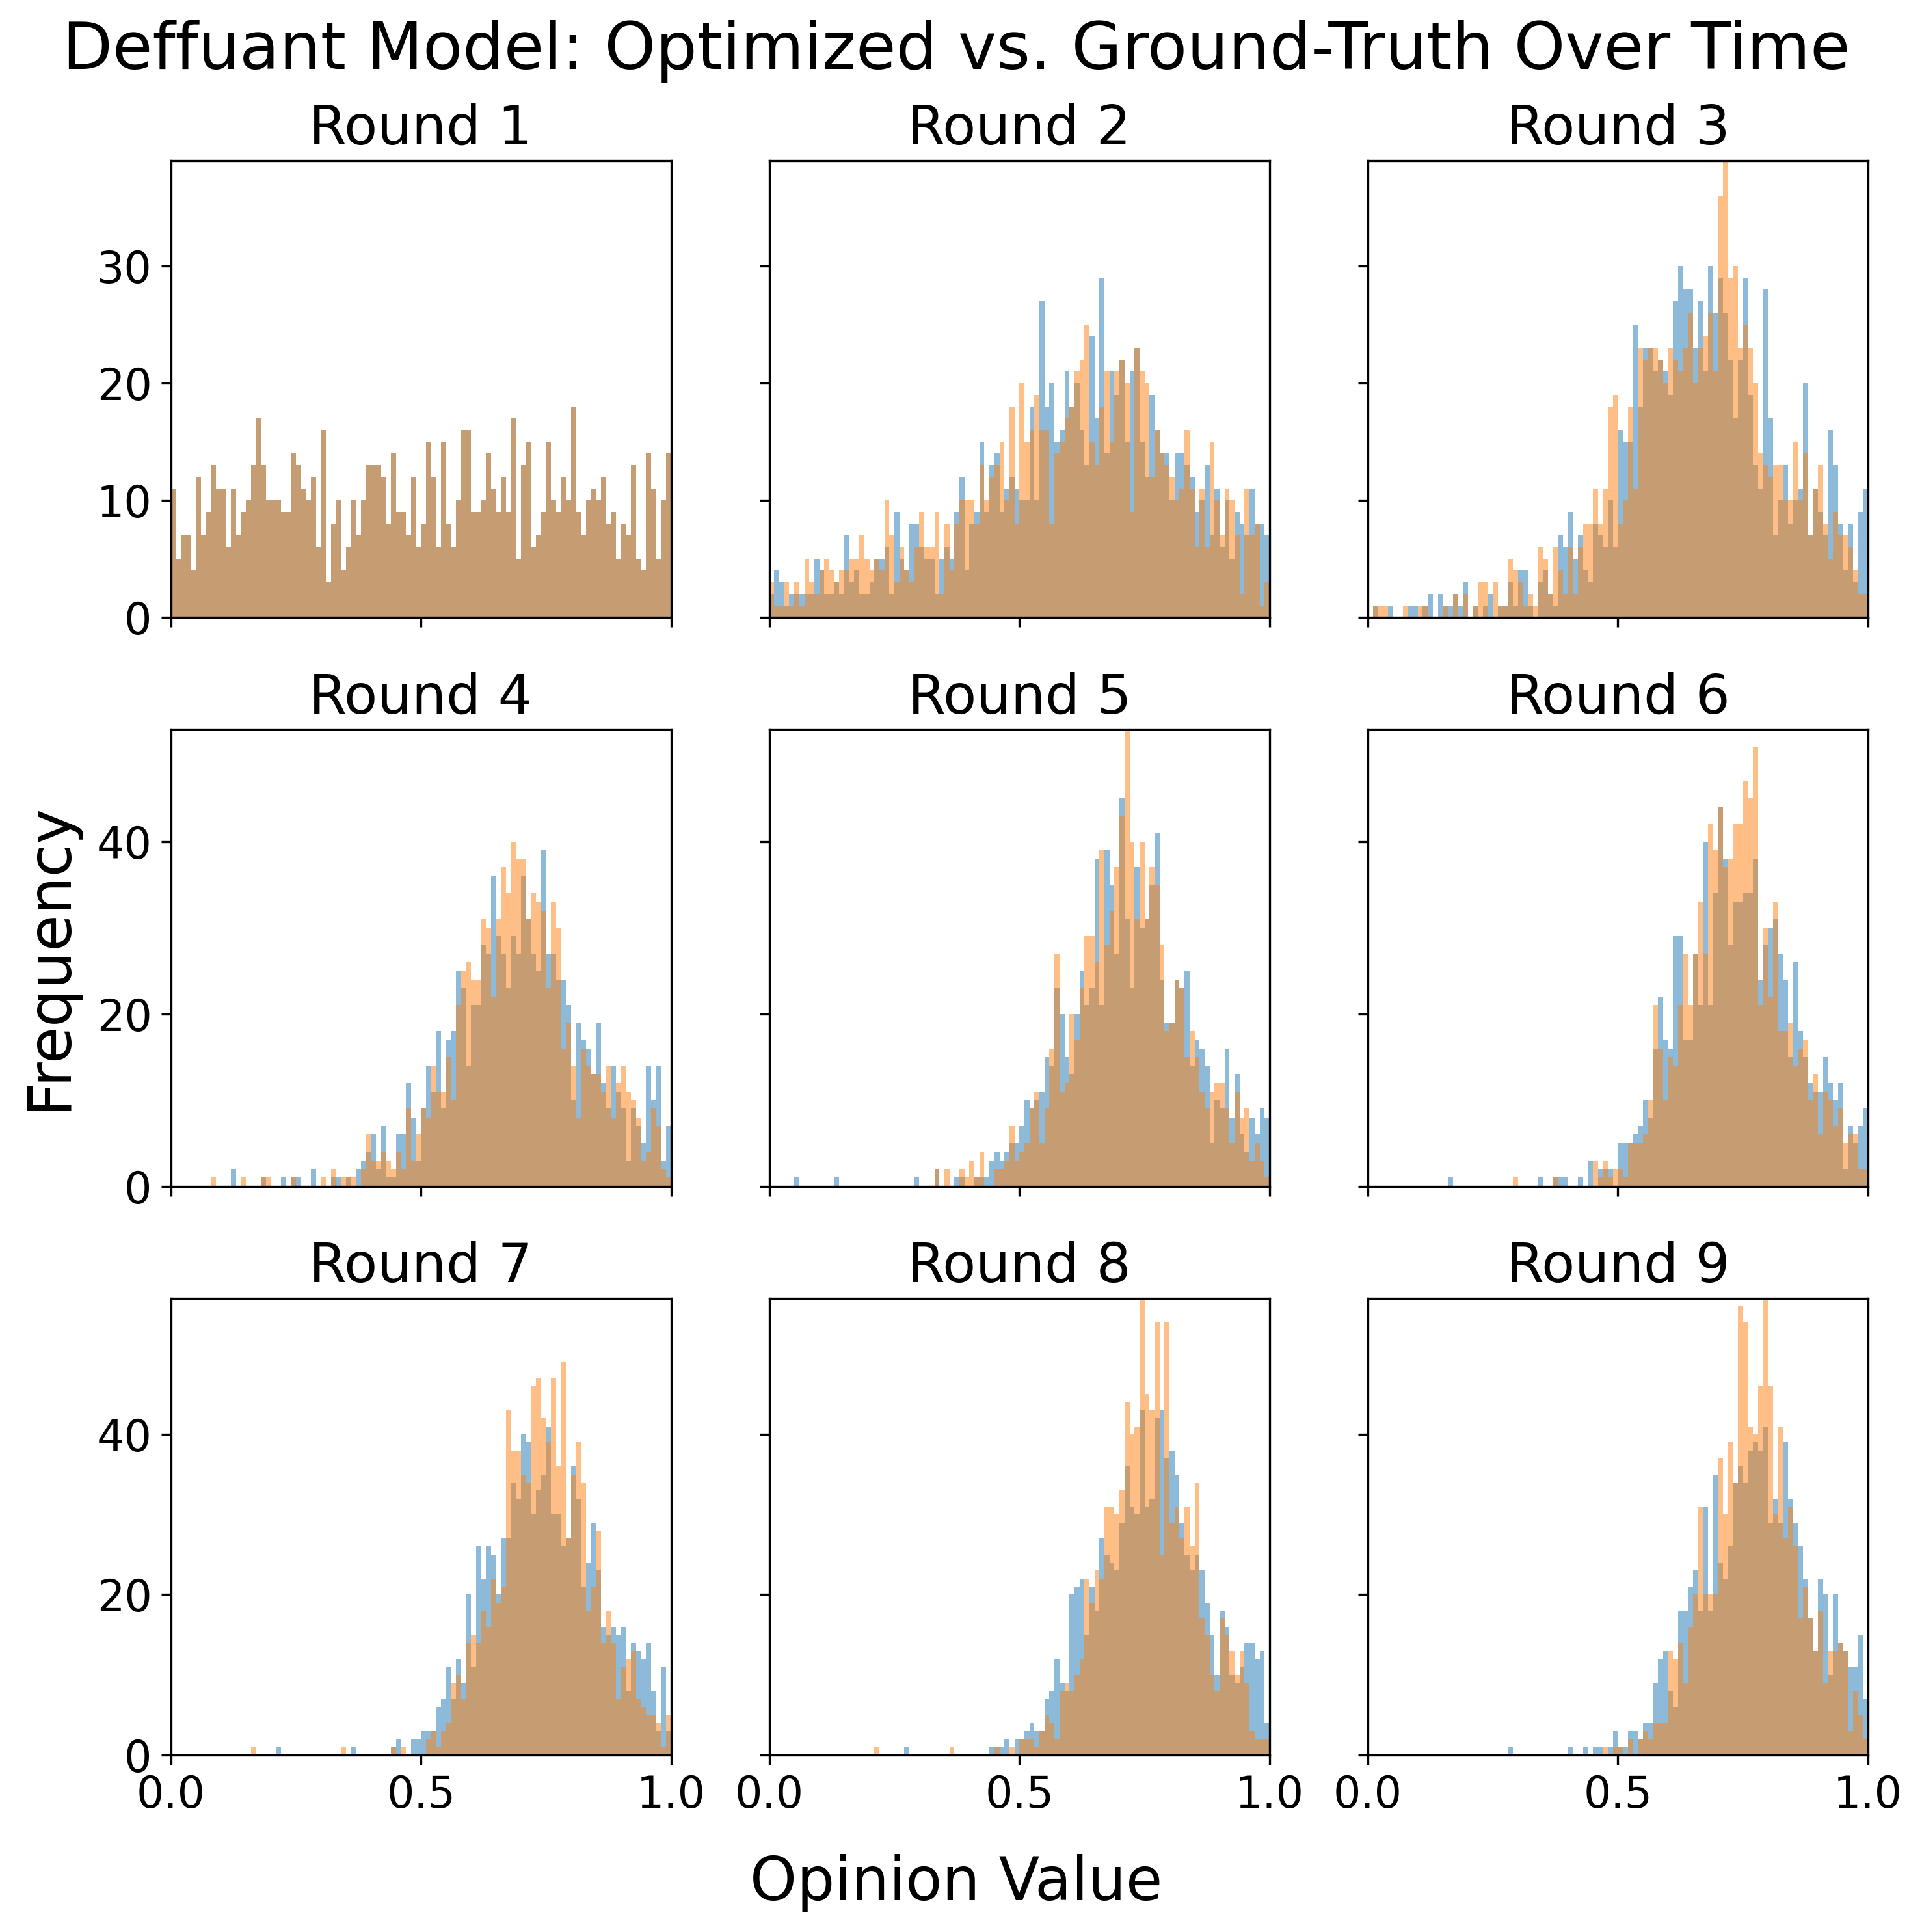 Deffuant Model: Optimized vs. Ground-Truth Over Time
Round 1
Round 2
Round 3
30
20
10
0
Round 4
Round 5
Round 6
Frequency
40
20
0
Round 7
Round 8
Round 9
40
20
0
0.0 0.5 1.0 0.0 0.5 1.0 0.0 0.5 1.0
Opinion Value